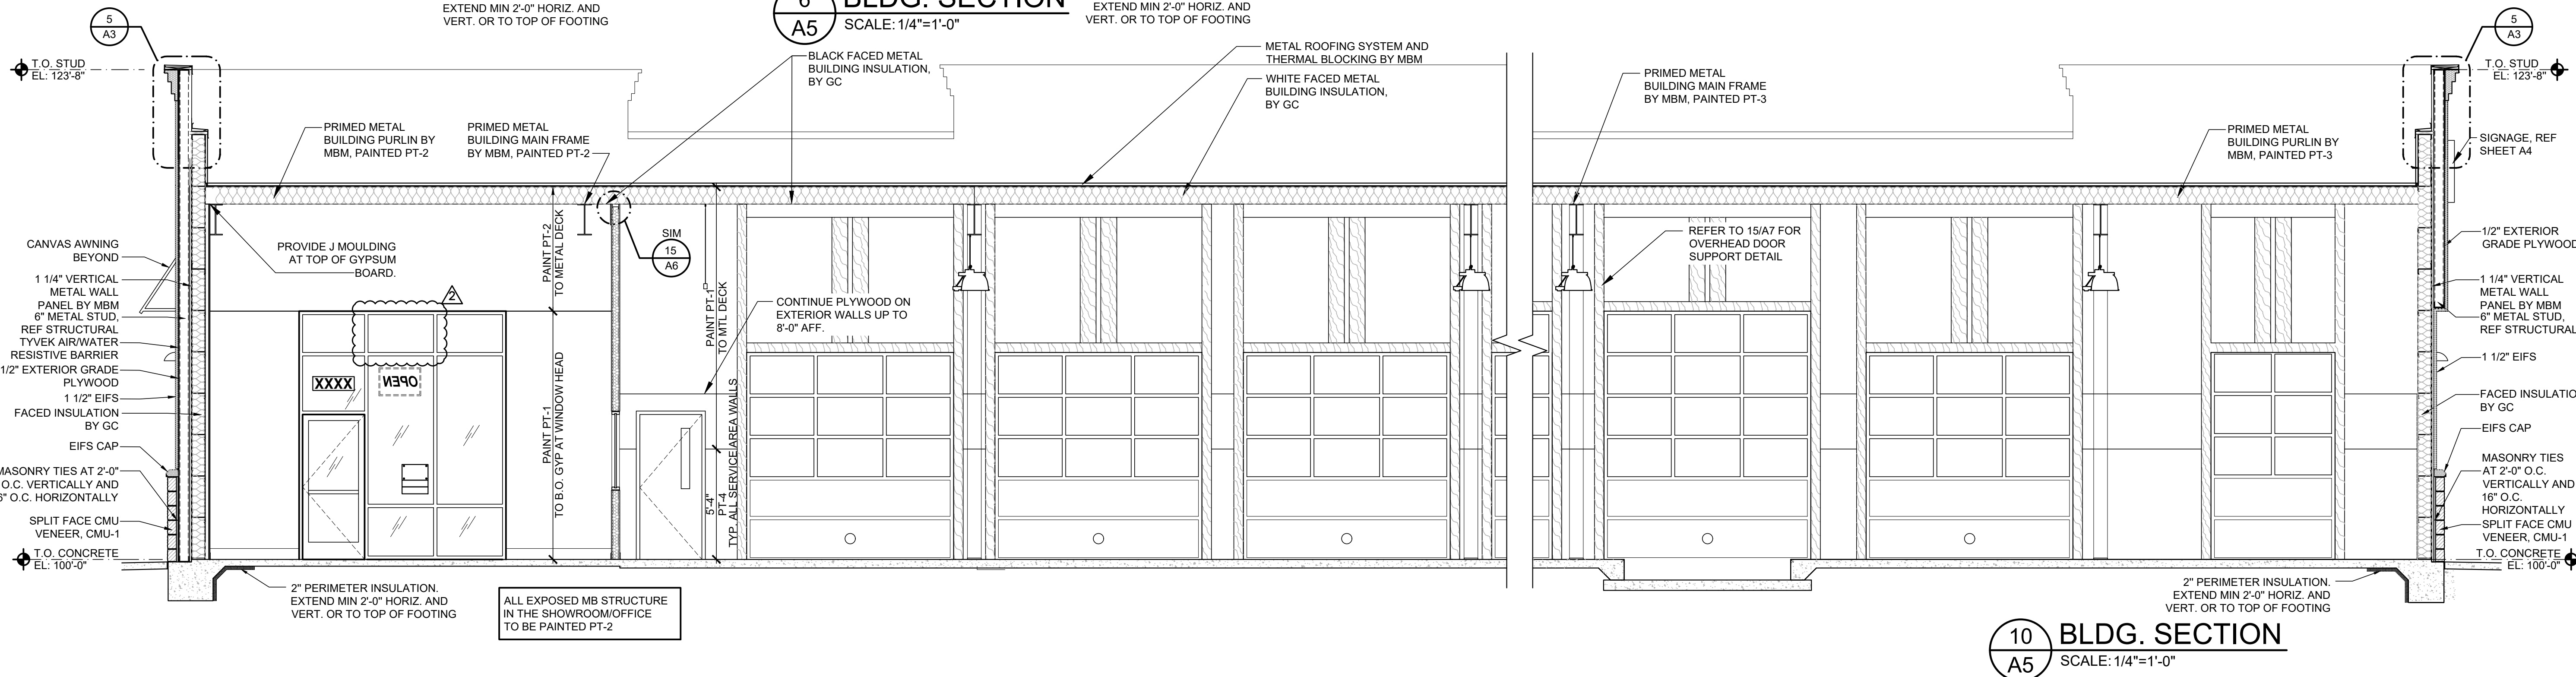 EXTEND MIN 2'-0" HORIZ. AND
VERT. OR TO TOP OF FOOTING
6
A5
BLDG. SECTION
SCALE: 1/4"=1'-0"
EXTEND MIN 2'-0" HORIZ. AND
VERT. OR TO TOP OF FOOTING
5
A3
5
A3
T.O. STUD
EL: 123'-8"
T.O. STUD
EL: 123'-8"
BLACK FACED METAL
BUILDING INSULATION,
BY GC
METAL ROOFING SYSTEM AND
THERMAL BLOCKING BY MBM
WHITE FACED METAL
BUILDING INSULATION,
BY GC
PRIMED METAL
BUILDING MAIN FRAME
BY MBM, PAINTED PT-3
PRIMED METAL
BUILDING PURLIN BY
MBM, PAINTED PT-2
PRIMED METAL
BUILDING MAIN FRAME
BY MBM, PAINTED PT-2
PRIMED METAL
BUILDING PURLIN BY
MBM, PAINTED PT-3
SIGNAGE, REF
SHEET A4
CANVAS AWNING
BEYOND
1 1/4" VERTICAL
METAL WALL
PANEL BY MBM
6" METAL STUD,
REF STRUCTURAL
TYVEK AIR/WATER
RESISTIVE BARRIER
1/2" EXTERIOR GRADE
PLYWOOD
1 1/2" EIFS
FACED INSULATION
BY GC
EIFS CAP
MASONRY TIES AT 2'-0"
O.C. VERTICALLY AND
6" O.C. HORIZONTALLY
SPLIT FACE CMU
VENEER, CMU-1
T.O. CONCRETE
EL: 100'-0"
PROVIDE J MOULDING
AT TOP OF GYPSUM
BOARD.
2
XXXX
OPEN
PAINT PT-2
TO METAL DECK
PAINT PT-1
TO B.O. GYP AT WINDOW HEAD
SIM
15
A6
PAINT PT-1
TO MTL DECK
5'-4"
PT-4
TYP. ALL SERVICE AREA WALLS
CONTINUE PLYWOOD ON
EXTERIOR WALLS UP TO
8'-0" AFF.
REFER TO 15/A7 FOR
OVERHEAD DOOR
SUPPORT DETAIL
1/2" EXTERIOR
GRADE PLYWOOD
1 1/4" VERTICAL
METAL WALL
PANEL BY MBM
6" METAL STUD,
REF STRUCTURAL
1 1/2" EIFS
FACED INSULATIO
BY GC
EIFS CAP
MASONRY TIES
AT 2'-0" O.C.
VERTICALLY AND
16" O.C.
HORIZONTALLY
SPLIT FACE CMU
VENEER, CMU-1
T.O. CONCRETE
EL: 100'-0"
2" PERIMETER INSULATION.
EXTEND MIN 2'-0" HORIZ. AND
VERT. OR TO TOP OF FOOTING
ALL EXPOSED MB STRUCTURE
IN THE SHOWROOM/OFFICE
TO BE PAINTED PT-2
2" PERIMETER INSULATION.
EXTEND MIN 2'-0" HORIZ. AND
VERT. OR TO TOP OF FOOTING
10
A5
BLDG. SECTION
SCALE: 1/4"=1'-0"